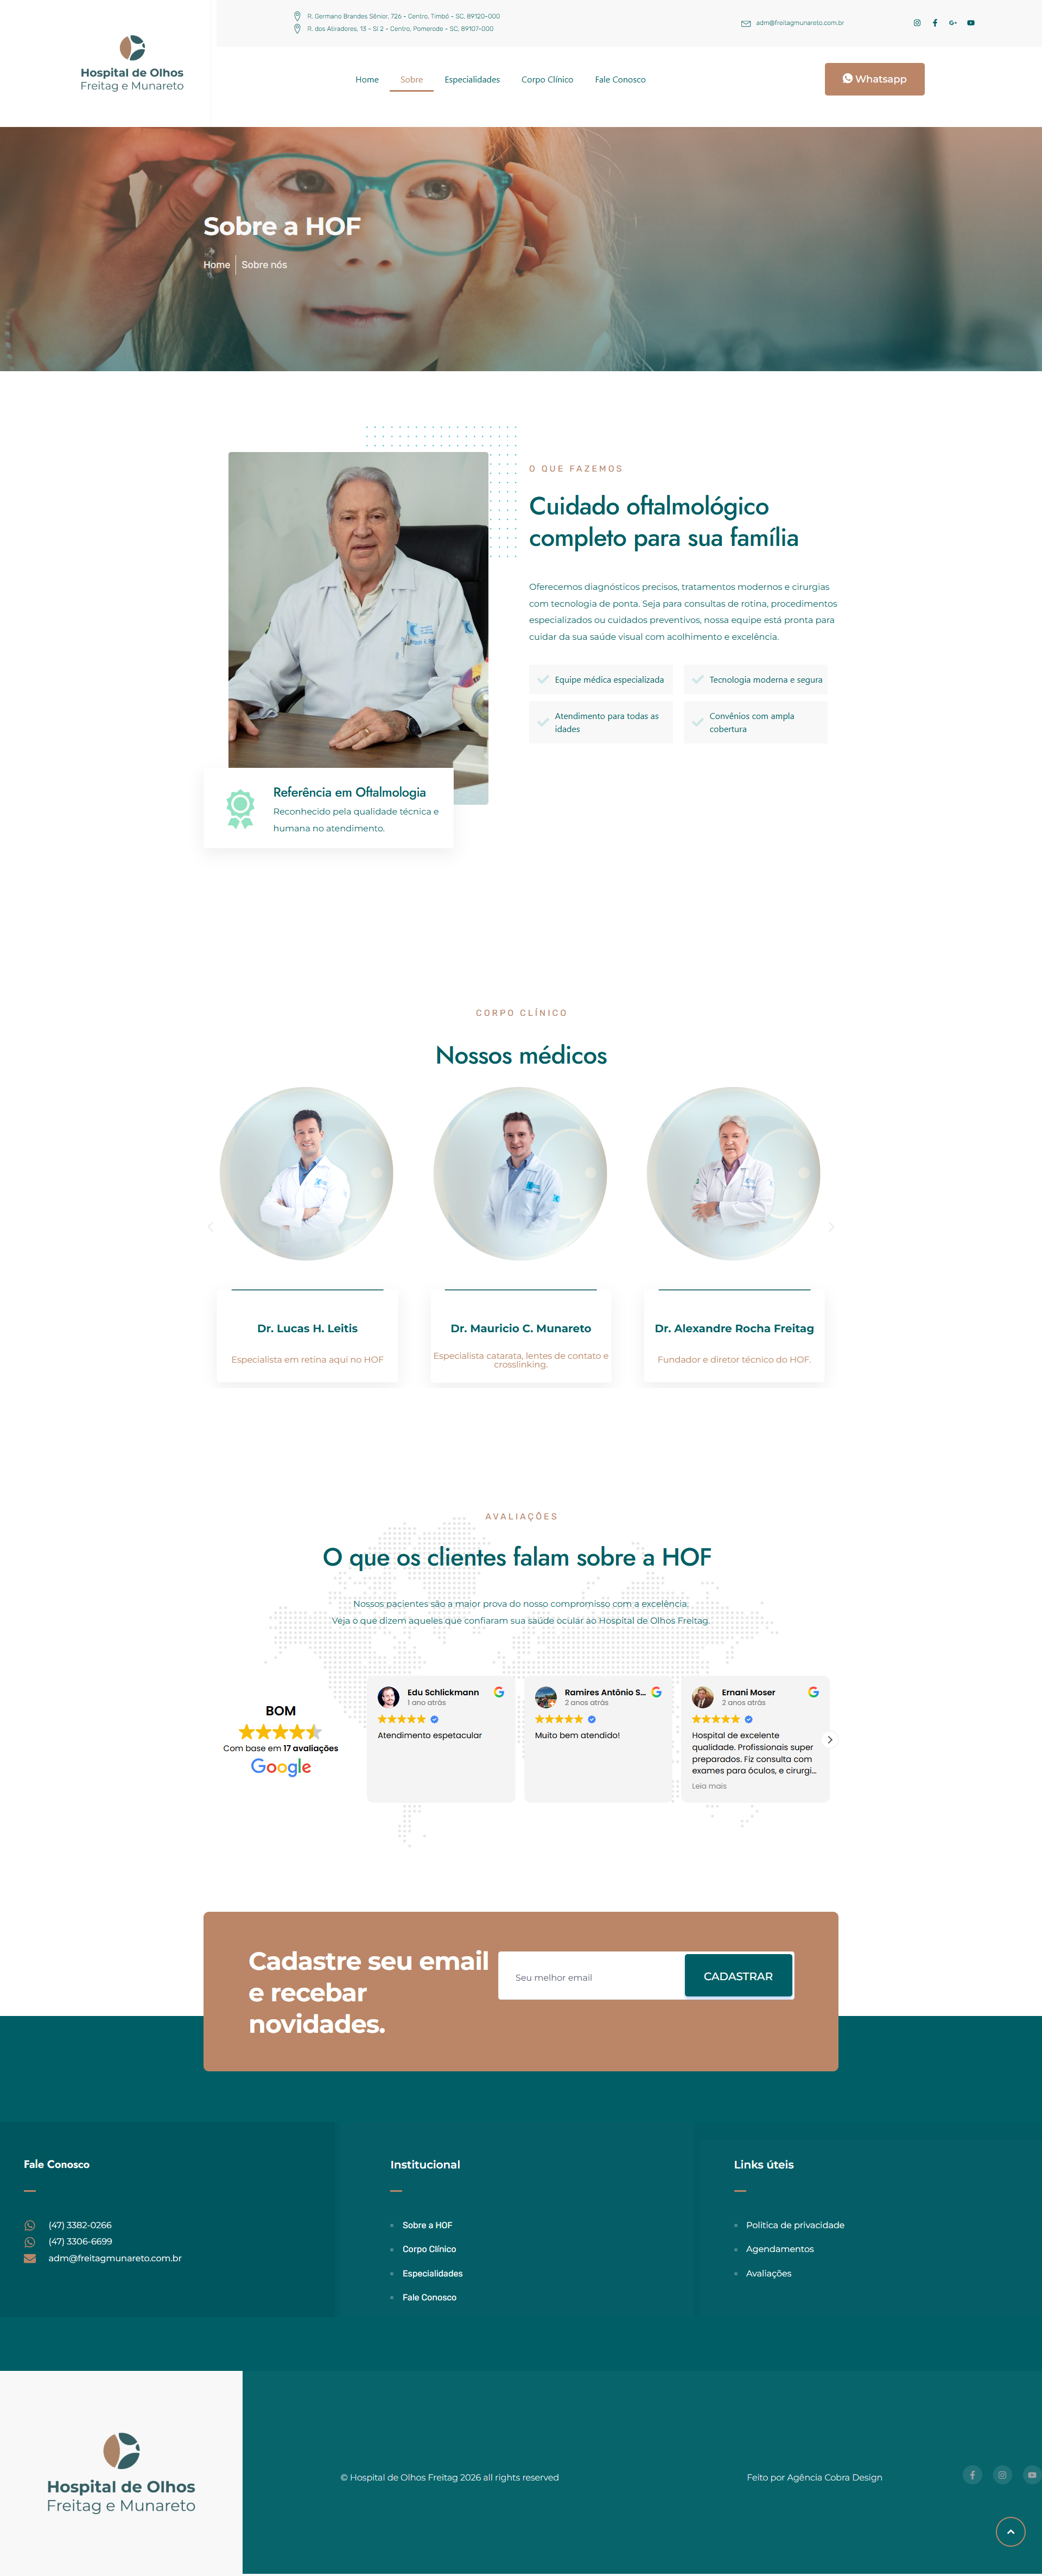 R. Germano Brandes Sênior, 726 - Centro, Timbó - SC, 89120-000
R. dos Atiradores, 13 - Sl 2 - Centro, Pomerode - SC, 89107-000
adm@freitagmunareto.com.br
Hospital de Olhos
Freitag e Munareto
Home
Sobre
Especialidades
Corpo Clínico
Fale Conosco
Whatsapp
Sobre a HOF
Home
Sobre nós
O QUE FAZEMOS
Cuidado oftalmológico
completo para sua família
Oferecemos diagnósticos precisos, tratamentos modernos e cirurgias
com tecnologia de ponta. Seja para consultas de rotina, procedimentos
especializados ou cuidados preventivos, nossa equipe está pronta para
cuidar da sua saúde visual com acolhimento e excelência.
Equipe médica especializada
Tecnologia moderna e segura
Atendimento para todas as
idades
Convênios com ampla
cobertura
Referência em Oftalmologia
Reconhecido pela qualidade técnica e
humana no atendimento.
CORPO CLÍNICO
Nossos médicos
Dr. Lucas H. Leitis
Especialista em retina aqui no HOF
Dr. Mauricio C. Munareto
Especialista catarata, lentes de contato e
crosslinking.
Dr. Alexandre Rocha Freitag
Fundador e diretor técnico do HOF.
AVALIAÇÕES
O que os clientes falam sobre a HOF
Nossos pacientes são a maior prova do nosso compromisso com a excelência.
Veja o que dizem aqueles que confiaram sua saúde ocular ao Hospital de Olhos Freitag.
BOM
Com base em 17 avaliações
Google
Edu Schlickmann
1 ano atrás
Atendimento espetacular
Ramires Antônio S...
2 anos atrás
Muito bem atendido!
Ernani Moser
2 anos atrás
Hospital de excelente
qualidade. Profissionais super
preparados. Fiz consulta com
exames para óculos, e cirurgi...
Leia mais
Cadastre seu email
e recebar
novidades.
Seu melhor email
CADASTRAR
Fale Conosco
(47) 3382-0266
(47) 3306-6699
adm@freitagmunareto.com.br
Institucional
Sobre a HOF
Corpo Clínico
Especialidades
Fale Conosco
Links úteis
Politica de privacidade
Agendamentos
Avaliações
Hospital de Olhos
Freitag e Munareto
© Hospital de Olhos Freitag 2026 all rights reserved
Feito por Agência Cobra Design